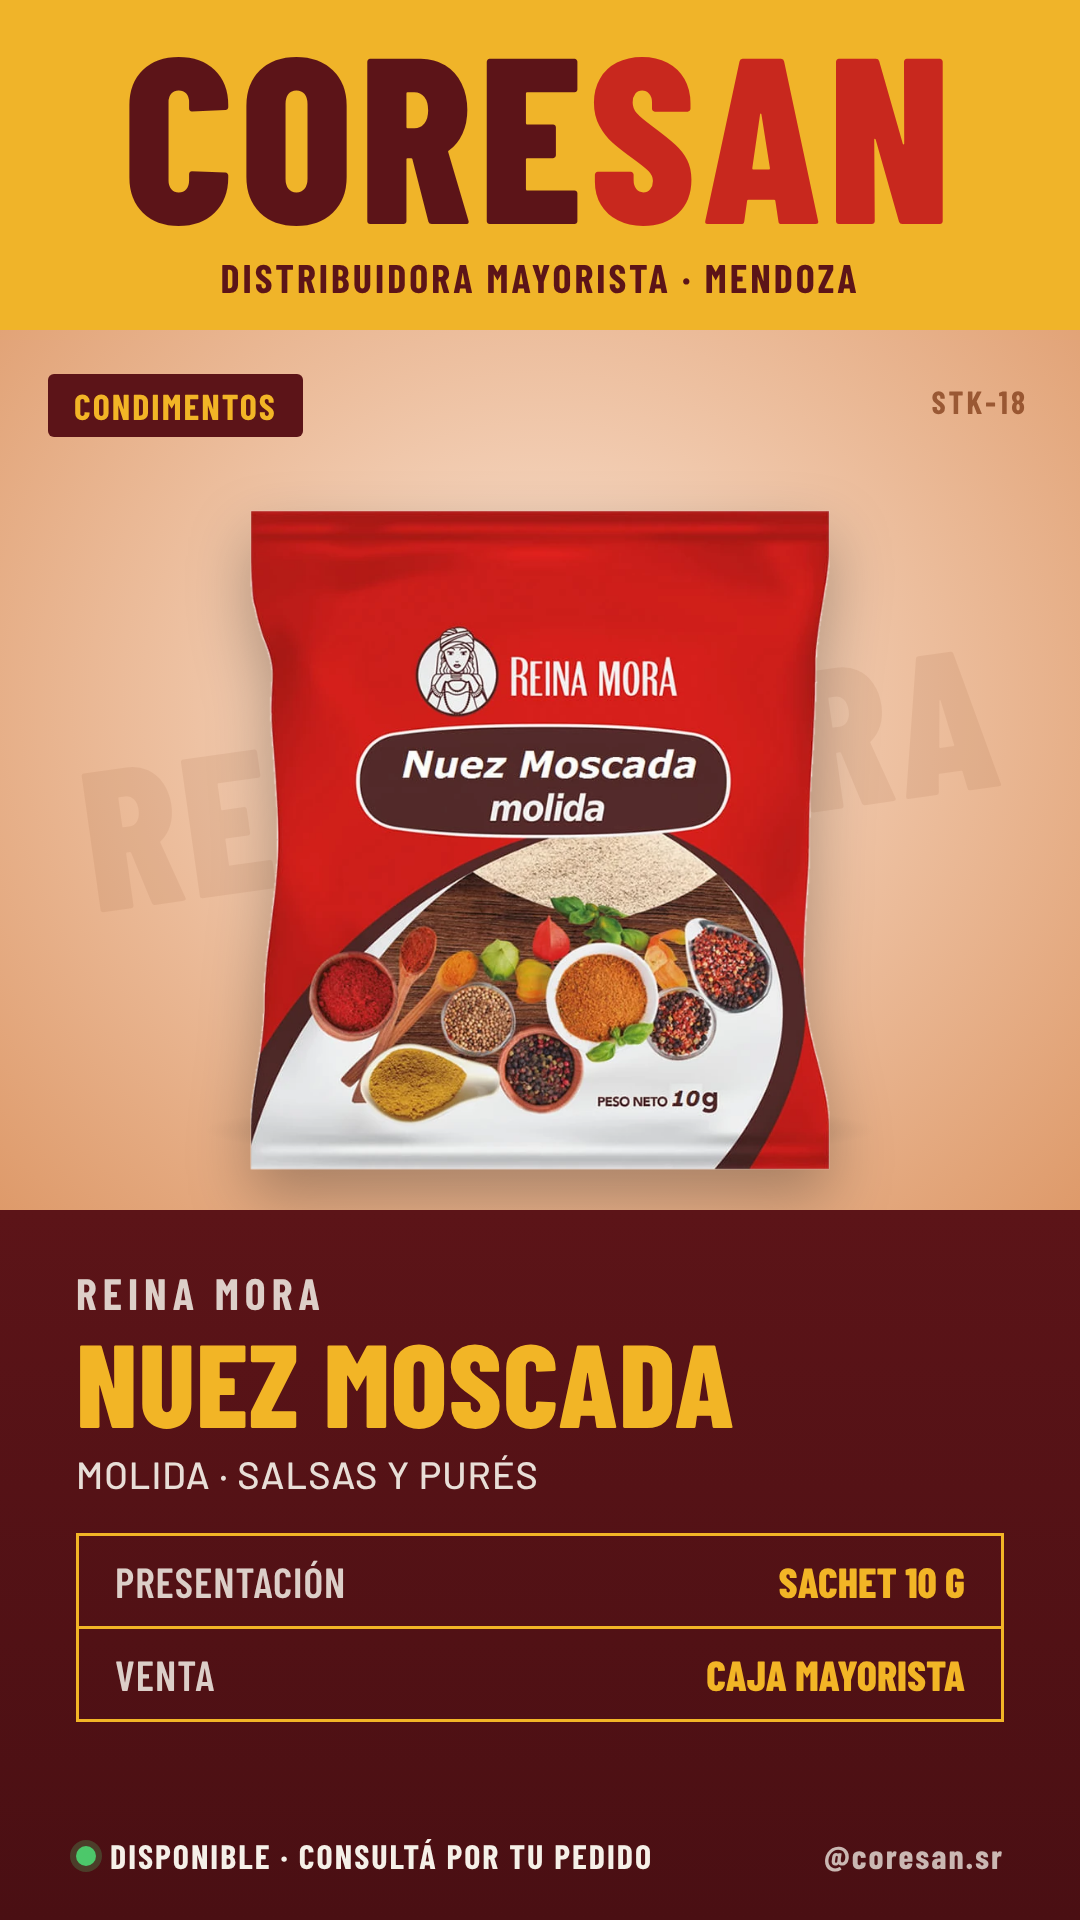 CORESAN
DISTRIBUIDORA MAYORISTA · MENDOZA
CONDIMENTOS
STK-18
REINA MORA
Nuez Moscada
molida
PESO NETO 10g
REINA MORA
NUEZ MOSCADA
MOLIDA · SALSAS Y PURÉS
PRESENTACIÓN SACHET 10 G
VENTA CAJA MAYORISTA
DISPONIBLE · CONSULTÁ POR TU PEDIDO
@coresan.sr